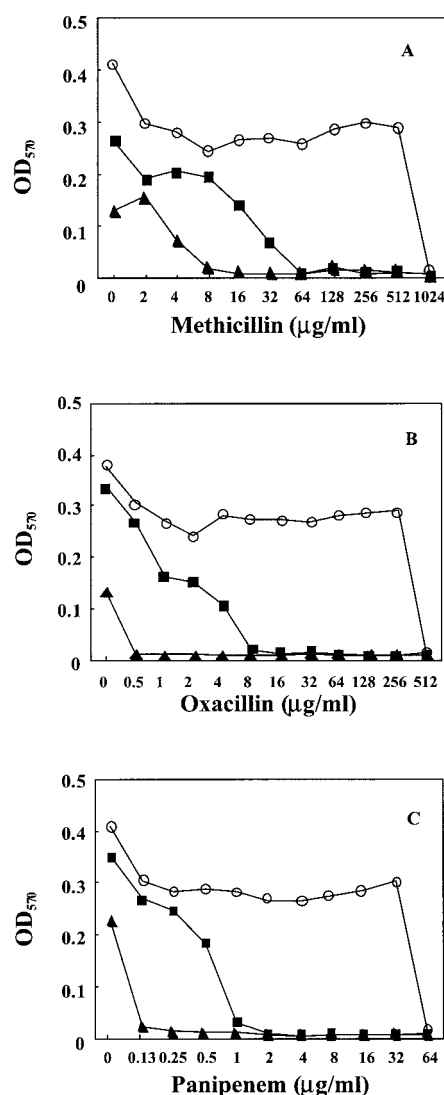 A
0.5
0.4
0.3
0.2
0.1
0
OD570
0 2 4 8 16 32 64 128 256 512 1024
Methicillin (μg/ml)
B
0.5
0.4
0.3
0.2
0.1
0
OD570
0 0.5 1 2 4 8 16 32 64 128 256 512
Oxacillin (μg/ml)
C
0.5
0.4
0.3
0.2
0.1
0
OD570
0 0.13 0.25 0.5 1 2 4 8 16 32 64
Panipenem (μg/ml)